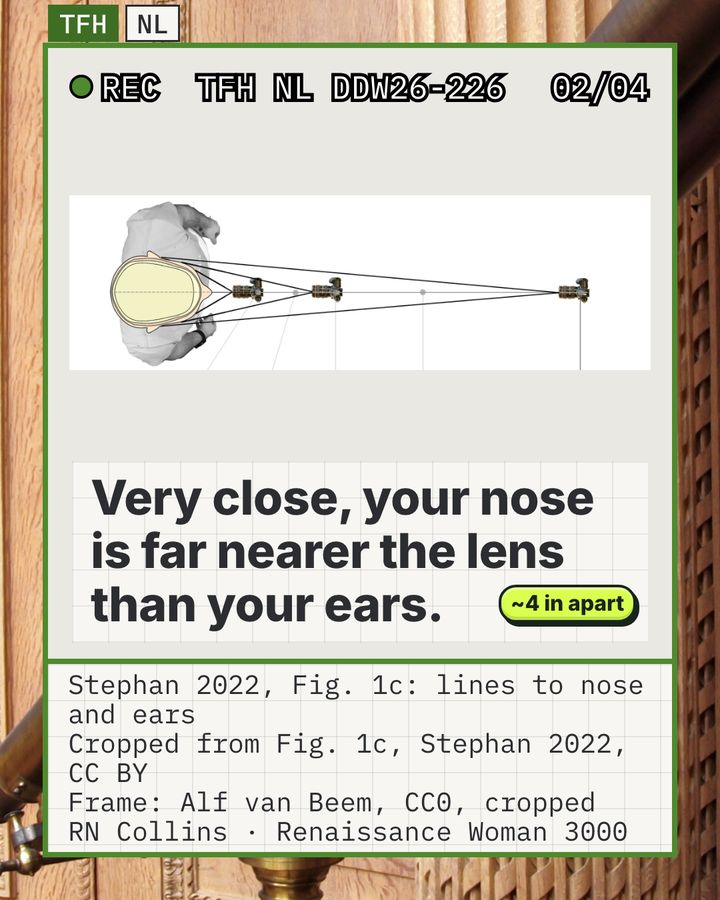 TFH NL
REC TFH NL DDW26-226 02/04
Very close, your nose
is far nearer the lens
than your ears.
~4 in apart
Stephan 2022, Fig. 1c: lines to nose
and ears
Cropped from Fig. 1c, Stephan 2022,
CC BY
Frame: Alf van Beem, CC0, cropped
RN Collins · Renaissance Woman 3000